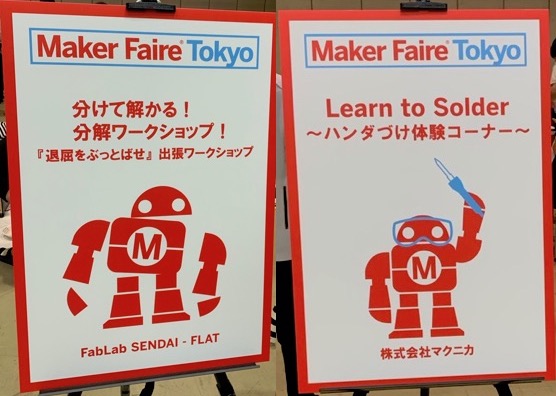 Maker Faire® Tokyo
分けて解かる！
分解ワークショップ！
『退屈をぶっとばせ』出張ワークショップ
M
FabLab SENDAI - FLAT
Maker Faire® Tokyo
Learn to Solder
～ハンダづけ体験コーナー～
M
株式会社マクニカ